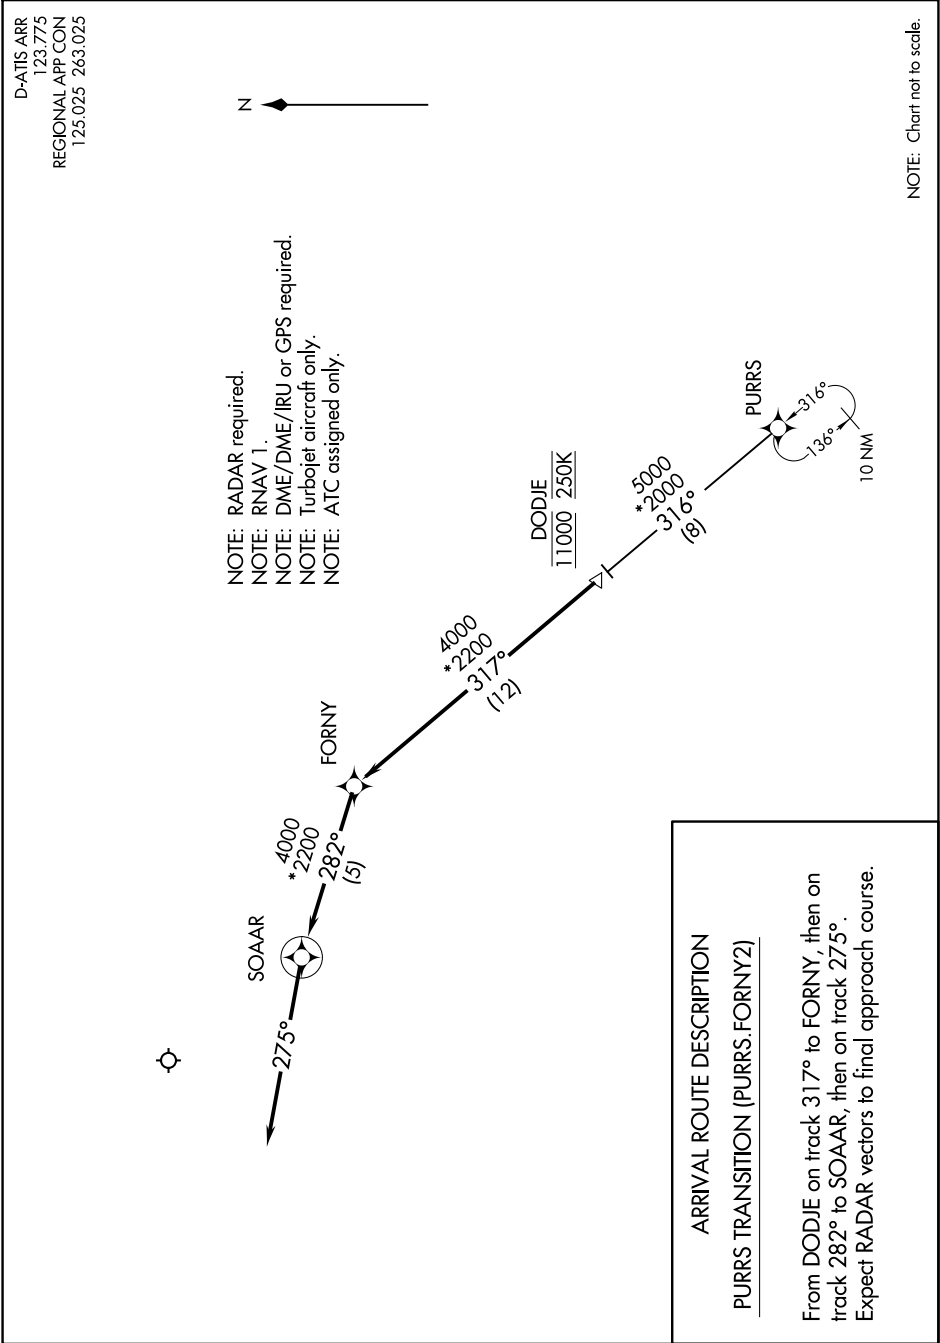 D-ATIS ARR
123.775
REGIONAL APP CON
125.025 263.025
N
NOTE: RADAR required.
NOTE: RNAV 1.
NOTE: DME/DME/IRU or GPS required.
NOTE: Turbojet aircraft only.
NOTE: ATC assigned only.
SOAAR
275°
4000
*2200
282°
(5)
FORNY
4000
*2200
317°
(12)
DODJE
11000 250K
5000
*2000
316°
(8)
PURRS
316°
136°
10 NM
ARRIVAL ROUTE DESCRIPTION
PURRS TRANSITION (PURRS.FORNY2)
From DODJE on track 317° to FORNY, then on
track 282° to SOAAR, then on track 275°.
Expect RADAR vectors to final approach course.
NOTE: Chart not to scale.